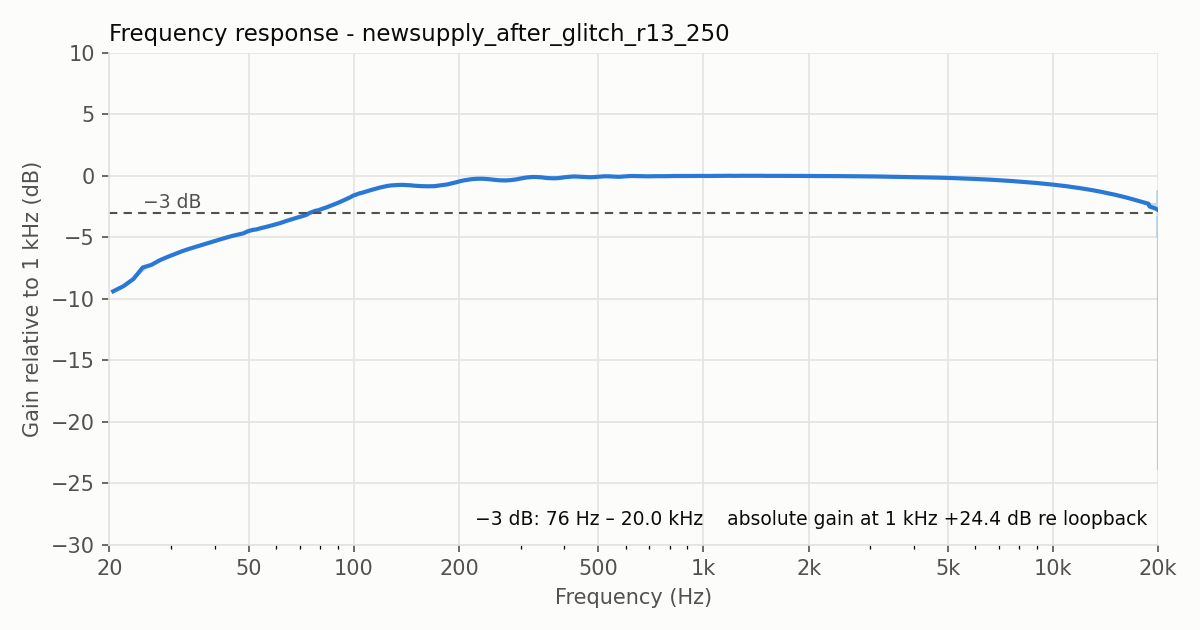 Frequency response - newsupply_after_glitch_r13_250
Gain relative to 1 kHz (dB)
10
5
0
−5
−10
−15
−20
−25
−30
−3 dB
−3 dB: 76 Hz – 20.0 kHz    absolute gain at 1 kHz +24.4 dB re loopback
20 50 100 200 500 1k 2k 5k 10k 20k
Frequency (Hz)